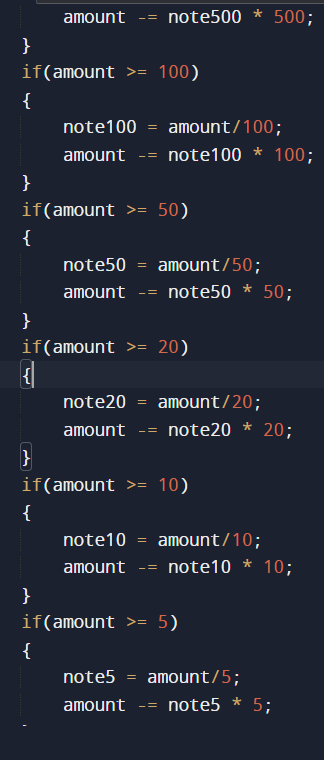 amount -= note500 * 500;
}
if(amount >= 100)
{
    note100 = amount/100;
    amount -= note100 * 100;
}
if(amount >= 50)
{
    note50 = amount/50;
    amount -= note50 * 50;
}
if(amount >= 20)
{
    note20 = amount/20;
    amount -= note20 * 20;
}
if(amount >= 10)
{
    note10 = amount/10;
    amount -= note10 * 10;
}
if(amount >= 5)
{
    note5 = amount/5;
    amount -= note5 * 5;